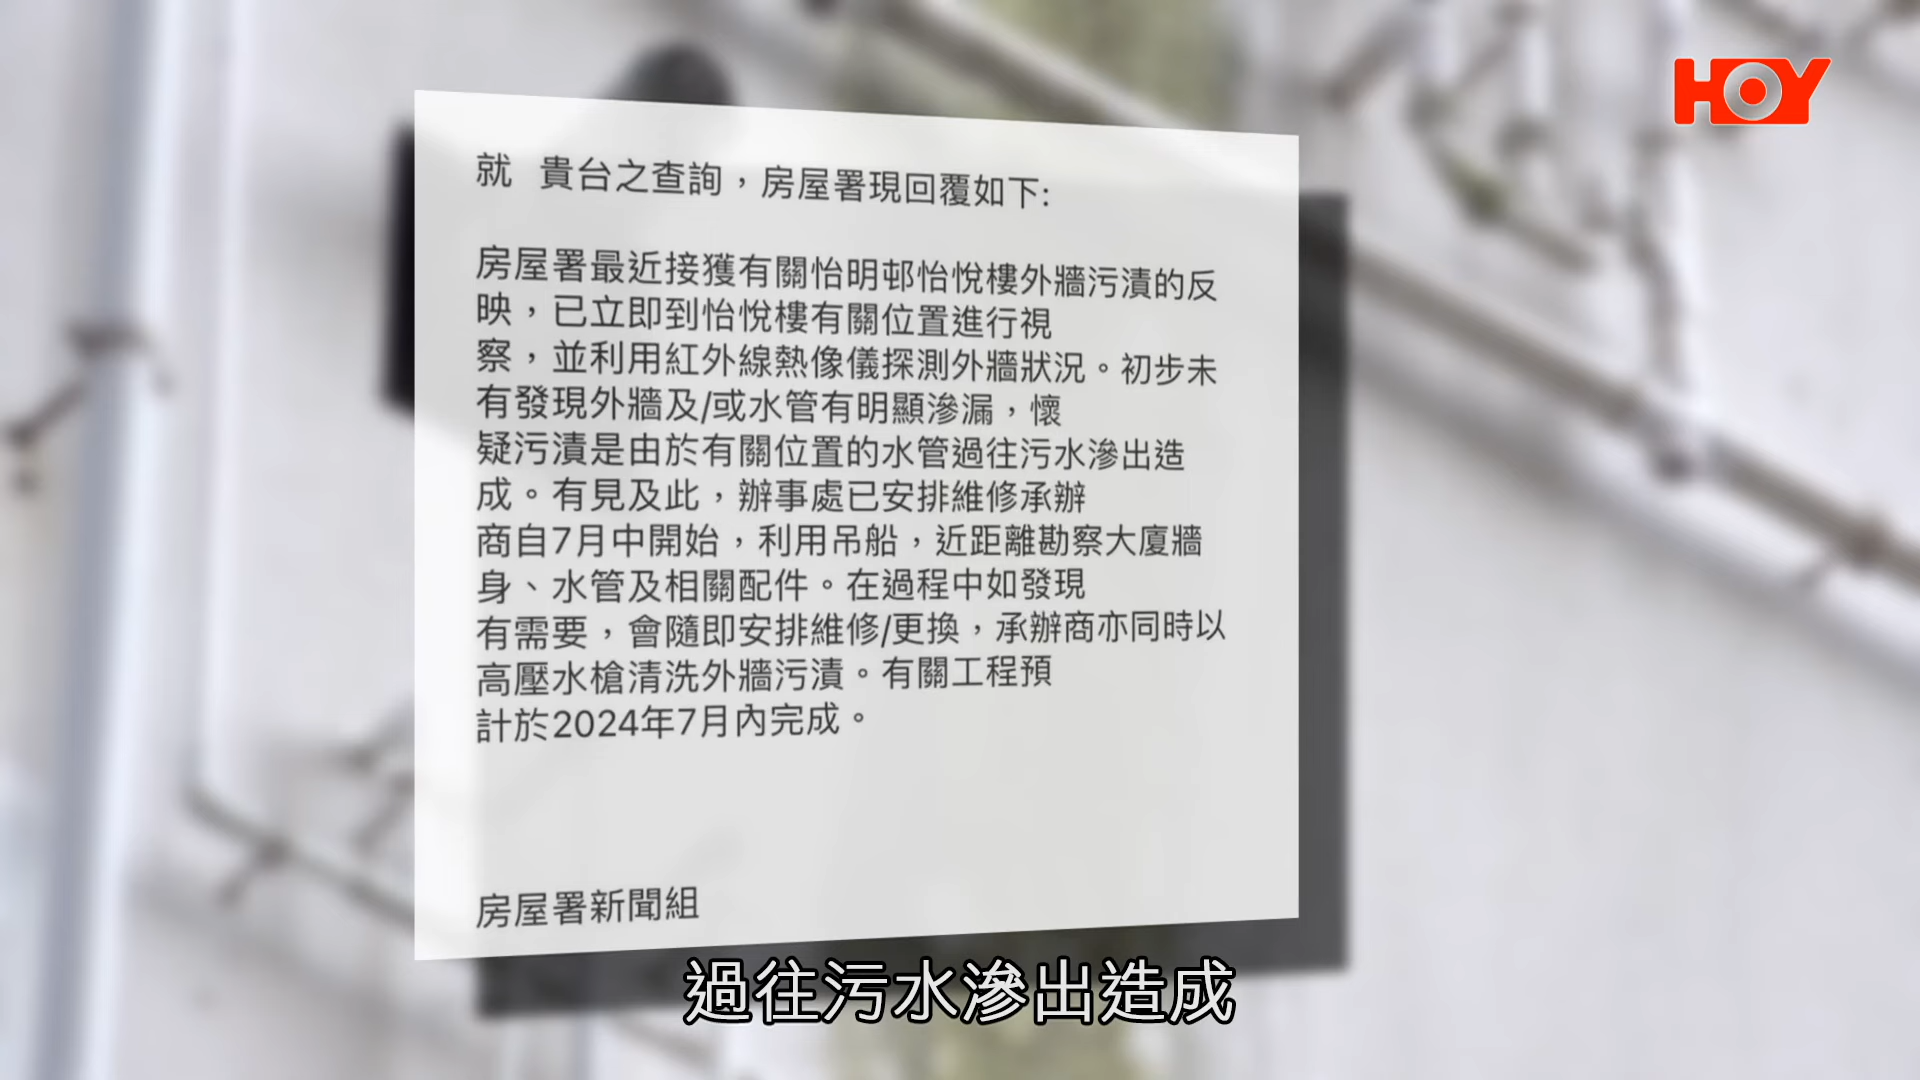 HOY
就 貴台之查詢，房屋署現回覆如下:
房屋署最近接獲有關怡明邨怡悅樓外牆污漬的反
映，已立即到怡悅樓有關位置進行視
察，並利用紅外線熱像儀探測外牆狀況。初步未
有發現外牆及/或水管有明顯滲漏，懷
疑污漬是由於有關位置的水管過往污水滲出造
成。有見及此，辦事處已安排維修承辦
商自7月中開始，利用吊船，近距離勘察大廈牆
身、水管及相關配件。在過程中如發現
有需要，會隨即安排維修/更換，承辦商亦同時以
高壓水槍清洗外牆污漬。有關工程預
計於2024年7月內完成。
房屋署新聞組
過往污水滲出造成